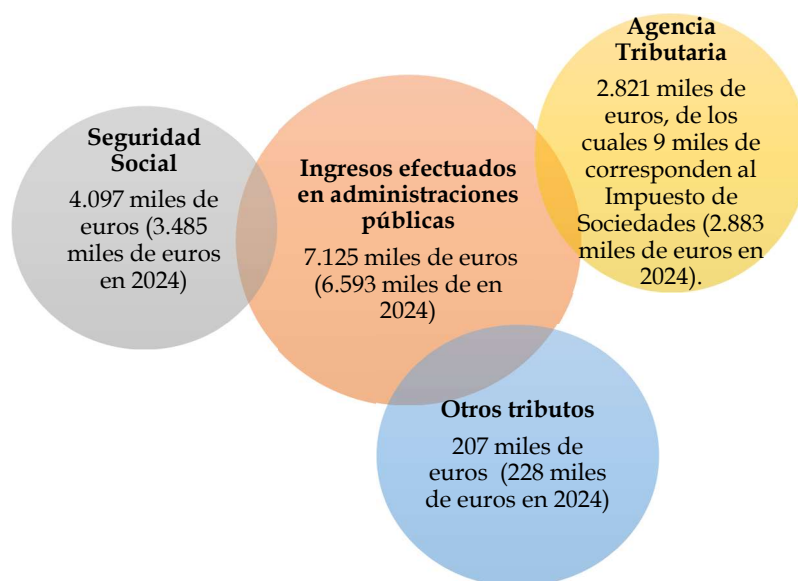 Seguridad
Social
4.097 miles de
euros (3.485
miles de euros
en 2024)
Ingresos efectuados
en administraciones
públicas
7.125 miles de euros
(6.593 miles de en
2024)
Agencia
Tributaria
2.821 miles de
euros, de los
cuales 9 miles de
corresponden al
Impuesto de
Sociedades (2.883
miles de euros en
2024).
Otros tributos
207 miles de
euros (228 miles
de euros en 2024)